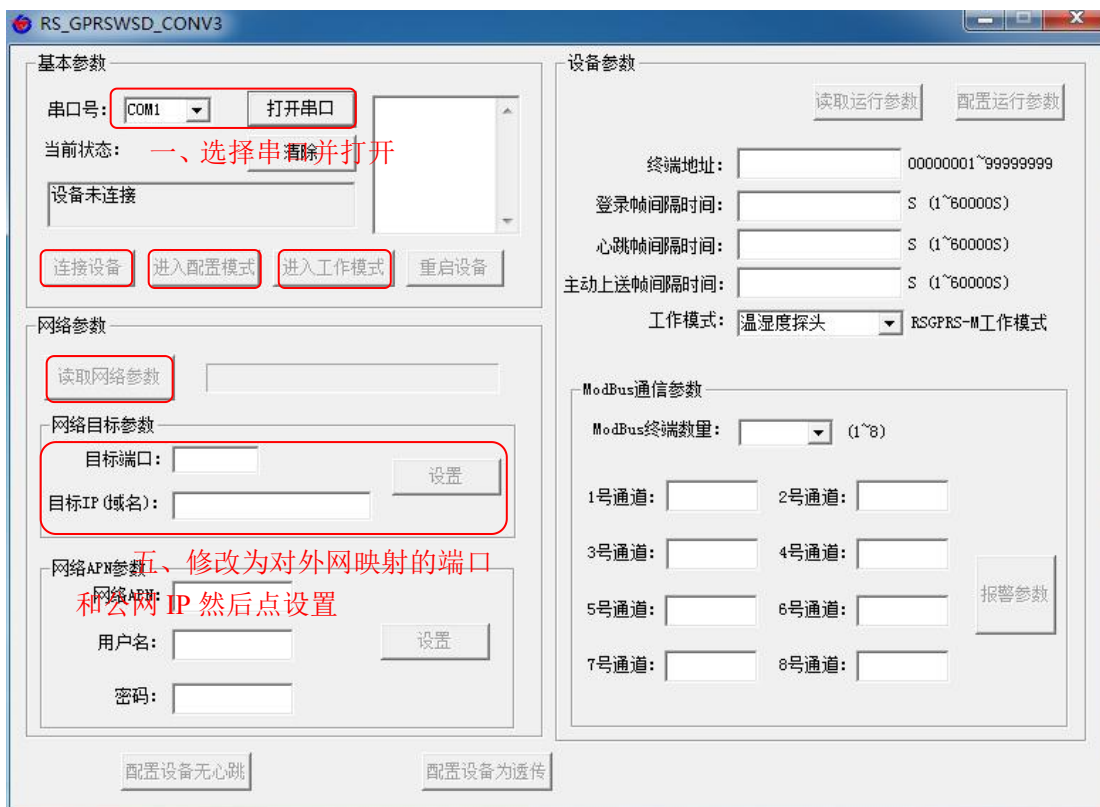 RS_GPRSWSD_CONV3
基本参数
串口号: COM1 打开串口
当前状态: 清除
一、选择串口并打开
设备未连接
连接设备 进入配置模式 进入工作模式 重启设备
网络参数
读取网络参数
网络目标参数
目标端口:
设置
目标IP(域名):
五、修改为对外网映射的端口
和公网 IP 然后点设置
网络APN参数
网络APN:
用户名:
设置
密码:
配置设备无心跳 配置设备为透传
设备参数
读取运行参数 配置运行参数
终端地址: 00000001~99999999
登录帧间隔时间: S (1~60000S)
心跳帧间隔时间: S (1~60000S)
主动上送帧间隔时间: S (1~60000S)
工作模式: 温湿度探头 RSGPRS-M工作模式
ModBus通信参数
ModBus终端数量: (1~8)
1号通道: 2号通道:
3号通道: 4号通道:
5号通道: 6号通道:
报警参数
7号通道: 8号通道: